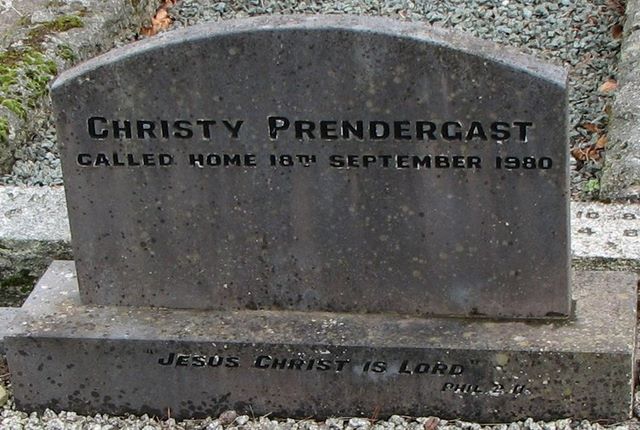 CHRISTY PRENDERGAST
CALLED HOME 18TH SEPTEMBER 1980
"JESUS CHRIST IS LORD"
PHIL. 2. 11.